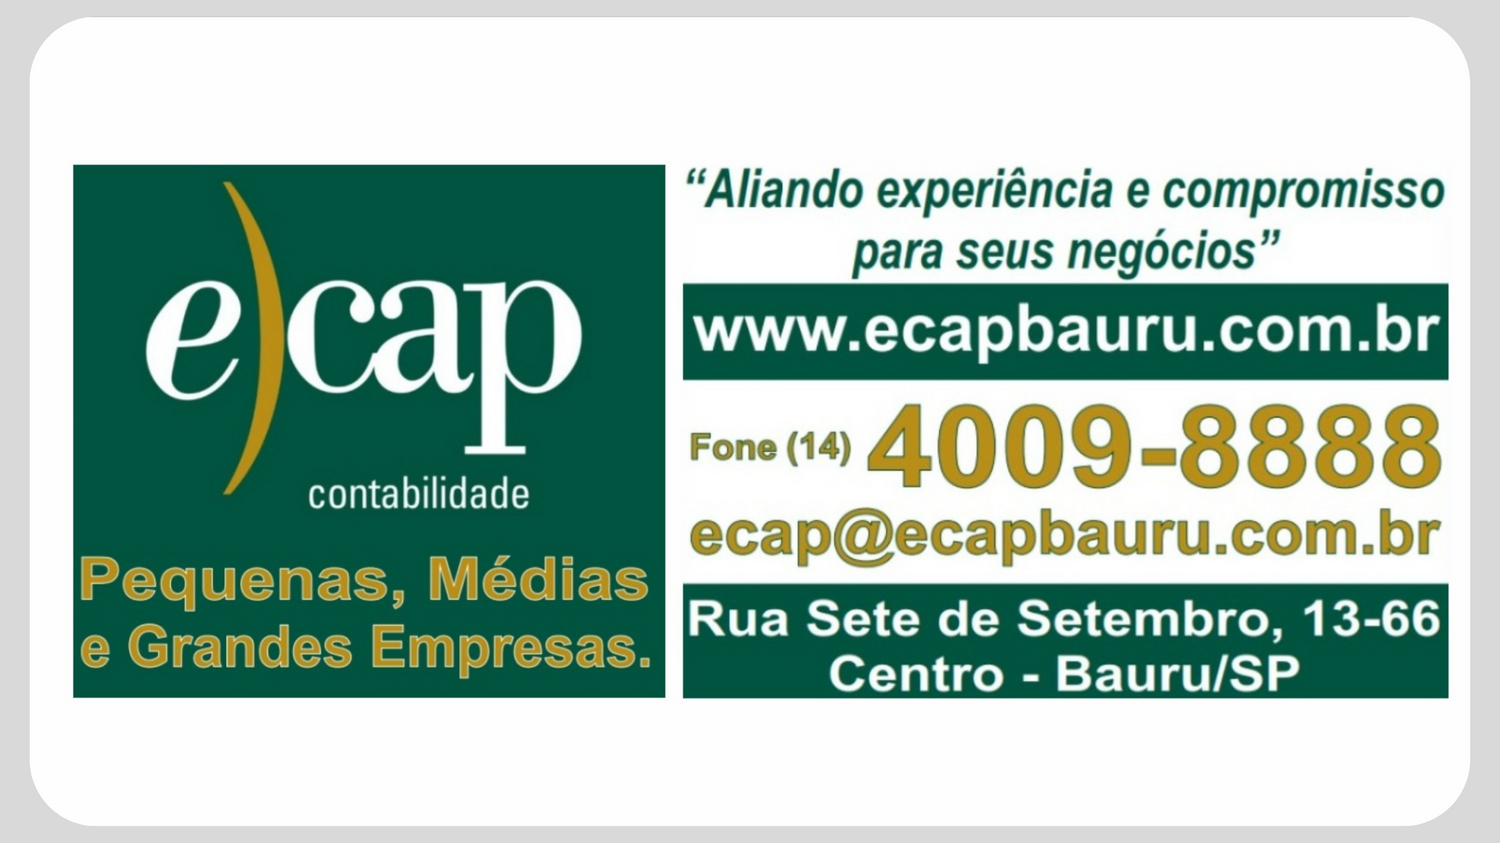 e)cap
contabilidade
Pequenas, Médias
e Grandes Empresas.
“Aliando experiência e compromisso
para seus negócios”
www.ecapbauru.com.br
Fone (14) 4009-8888
ecap@ecapbauru.com.br
Rua Sete de Setembro, 13-66
Centro - Bauru/SP